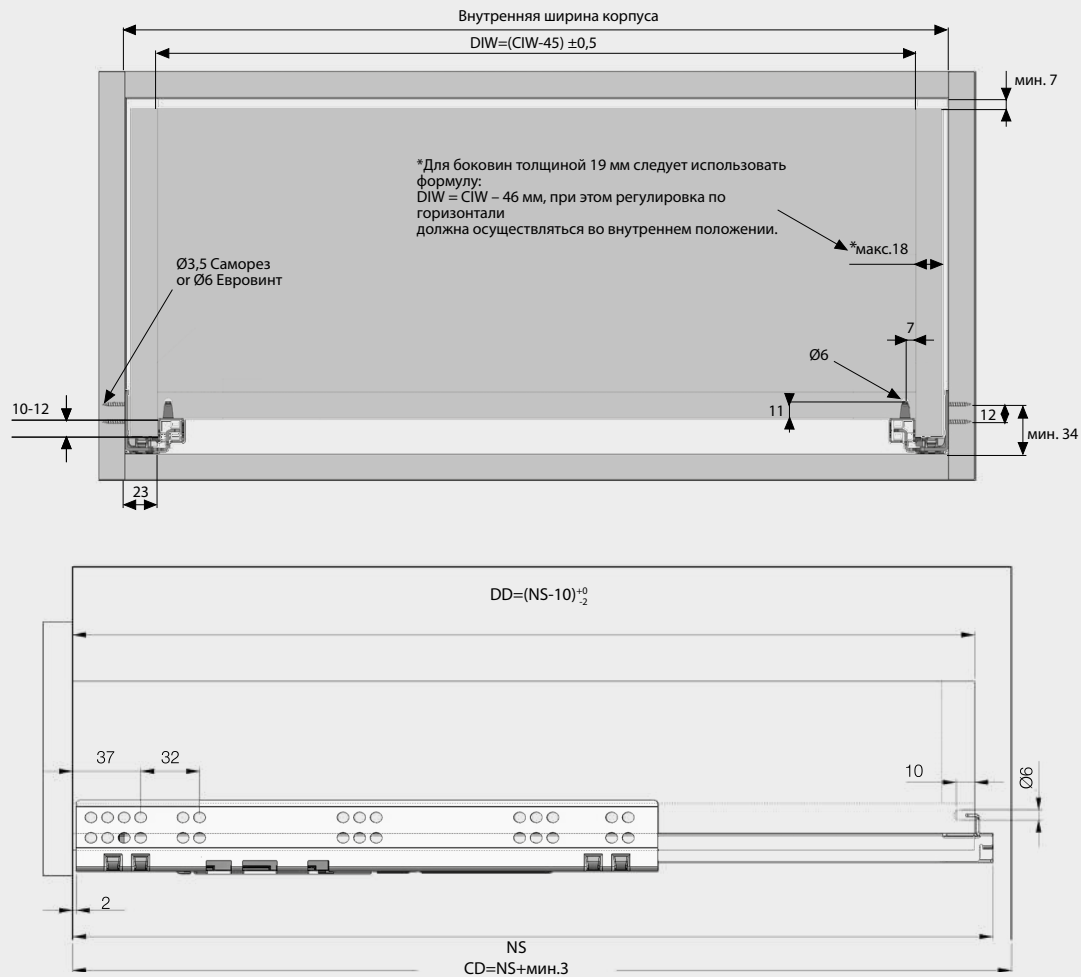 Внутренняя ширина корпуса
DIW=(CIW-45) ±0,5
мин. 7
*Для боковин толщиной 19 мм следует использовать
формулу:
DIW = CIW – 46 мм, при этом регулировка по
горизонтали
должна осуществляться во внутреннем положении.
*макс.18
Ø3,5 Саморез
or Ø6 Евровинт
7
Ø6
10-12
11
12
мин. 34
23
DD=(NS-10)+0 -2
37
32
10
Ø6
2
NS
CD=NS+мин.3